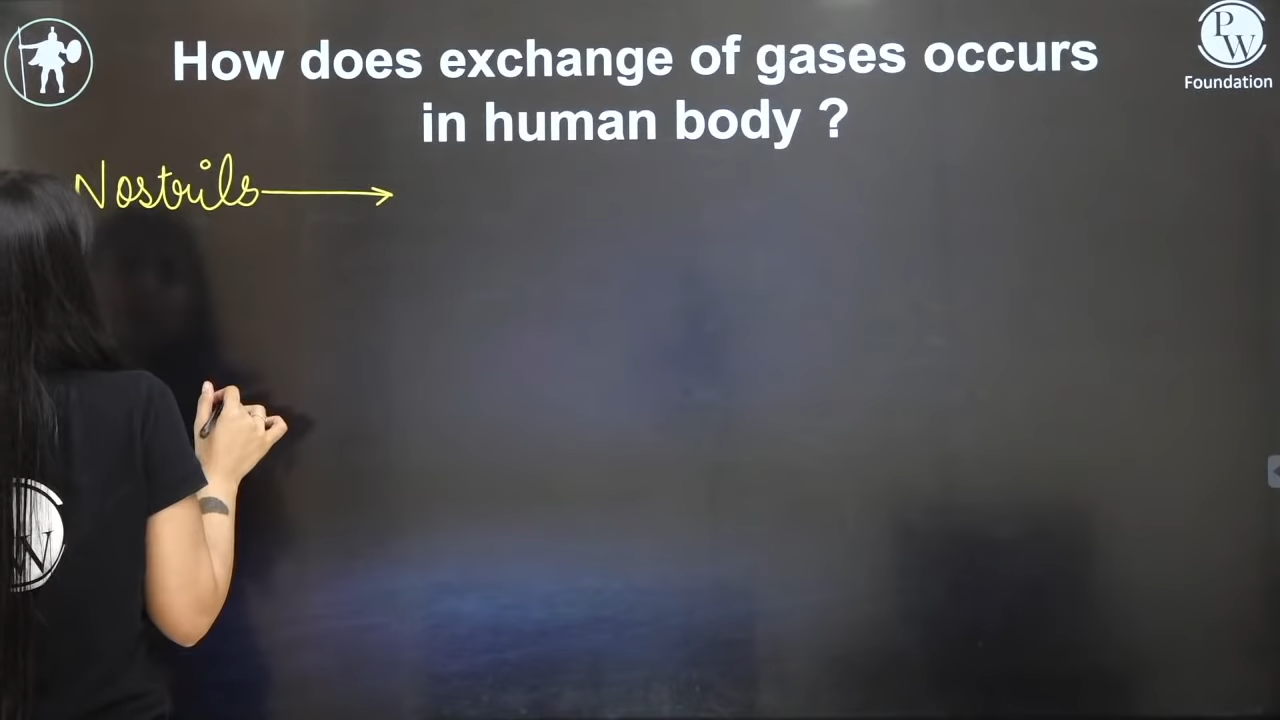 How does exchange of gases occurs
in human body ?
PW
Foundation
Nostrils
W